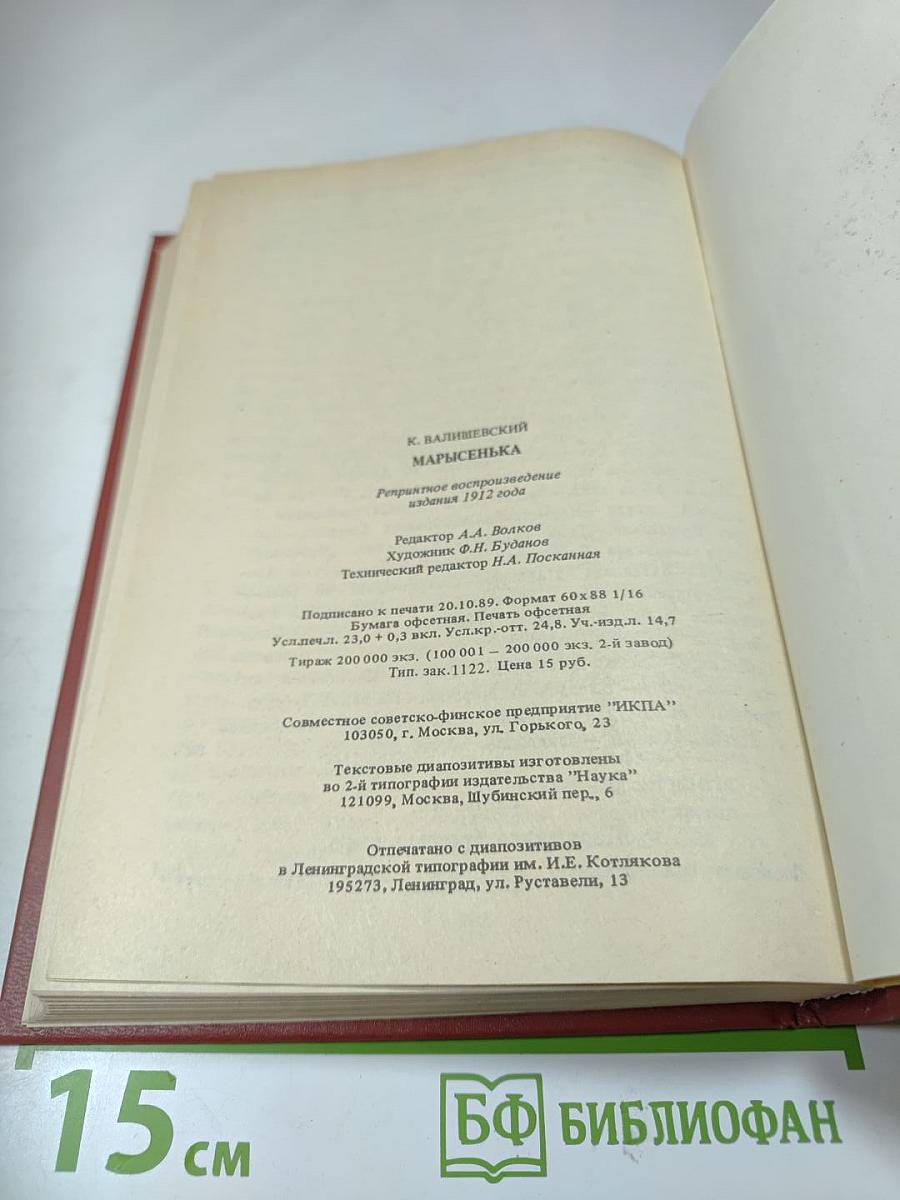 К. ВАЛИШЕВСКИЙ
МАРЫСЕНЬКА
Репринтное воспроизведение
издания 1912 года
Редактор А.А. Волков
Художник Ф.Н. Буданов
Технический редактор Н.А. Посканная
Подписано к печати 20.10.89. Формат 60х88 1/16
Бумага офсетная. Печать офсетная
Усл.печ.л. 23,0 + 0,3 вкл. Усл.кр.-отт. 24,8. Уч.-изд.л. 14,7
Тираж 200 000 экз. (100 001 — 200 000 экз. 2-й завод)
Тип. зак.1122. Цена 15 руб.
Совместное советско-финское предприятие "ИКПА"
103050, г. Москва, ул. Горького, 23
Текстовые диапозитивы изготовлены
во 2-й типографии издательства "Наука"
121099, Москва, Шубинский пер., 6
Отпечатано с диапозитивов
в Ленинградской типографии им. И.Е. Котлякова
195273, Ленинград, ул. Руставели, 13
15 см
БФ БИБЛИОФАН